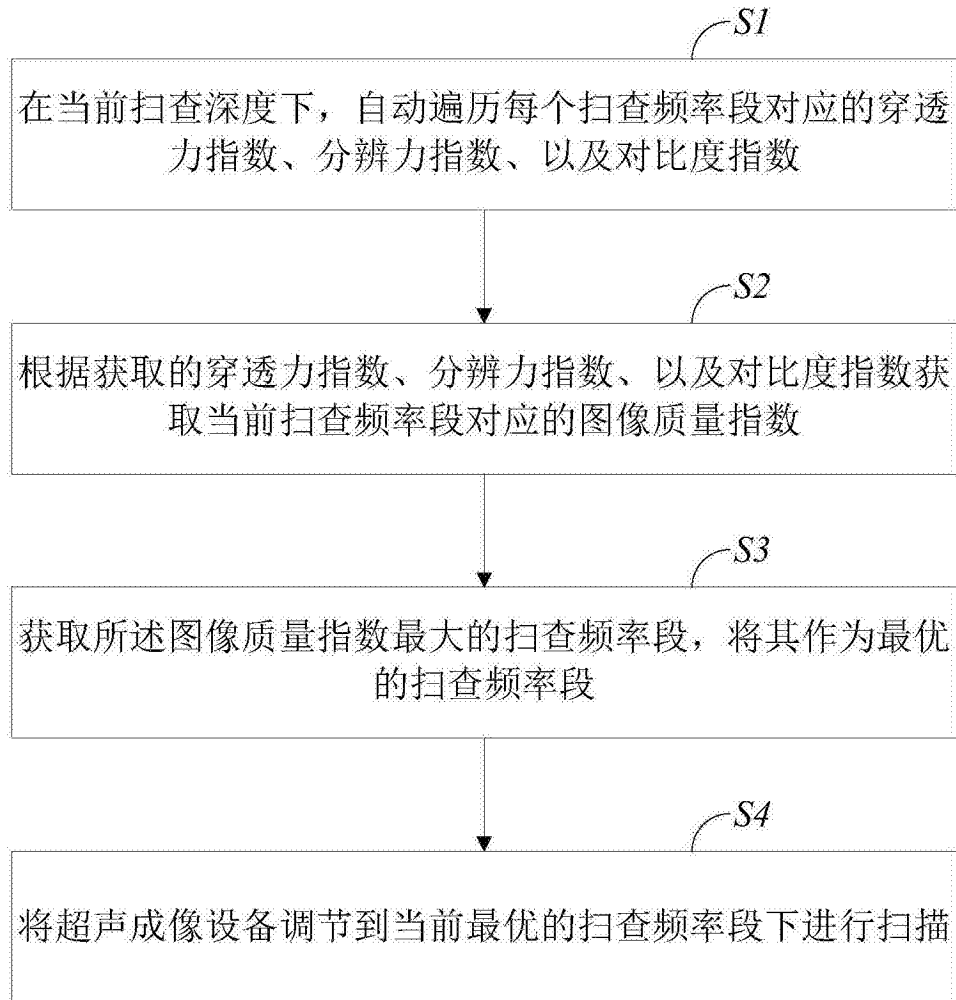 S1
在当前扫查深度下，自动遍历每个扫查频率段对应的穿透
力指数、分辨力指数、以及对比度指数
S2
根据获取的穿透力指数、分辨力指数、以及对比度指数获
取当前扫查频率段对应的图像质量指数
S3
获取所述图像质量指数最大的扫查频率段，将其作为最优
的扫查频率段
S4
将超声成像设备调节到当前最优的扫查频率段下进行扫描